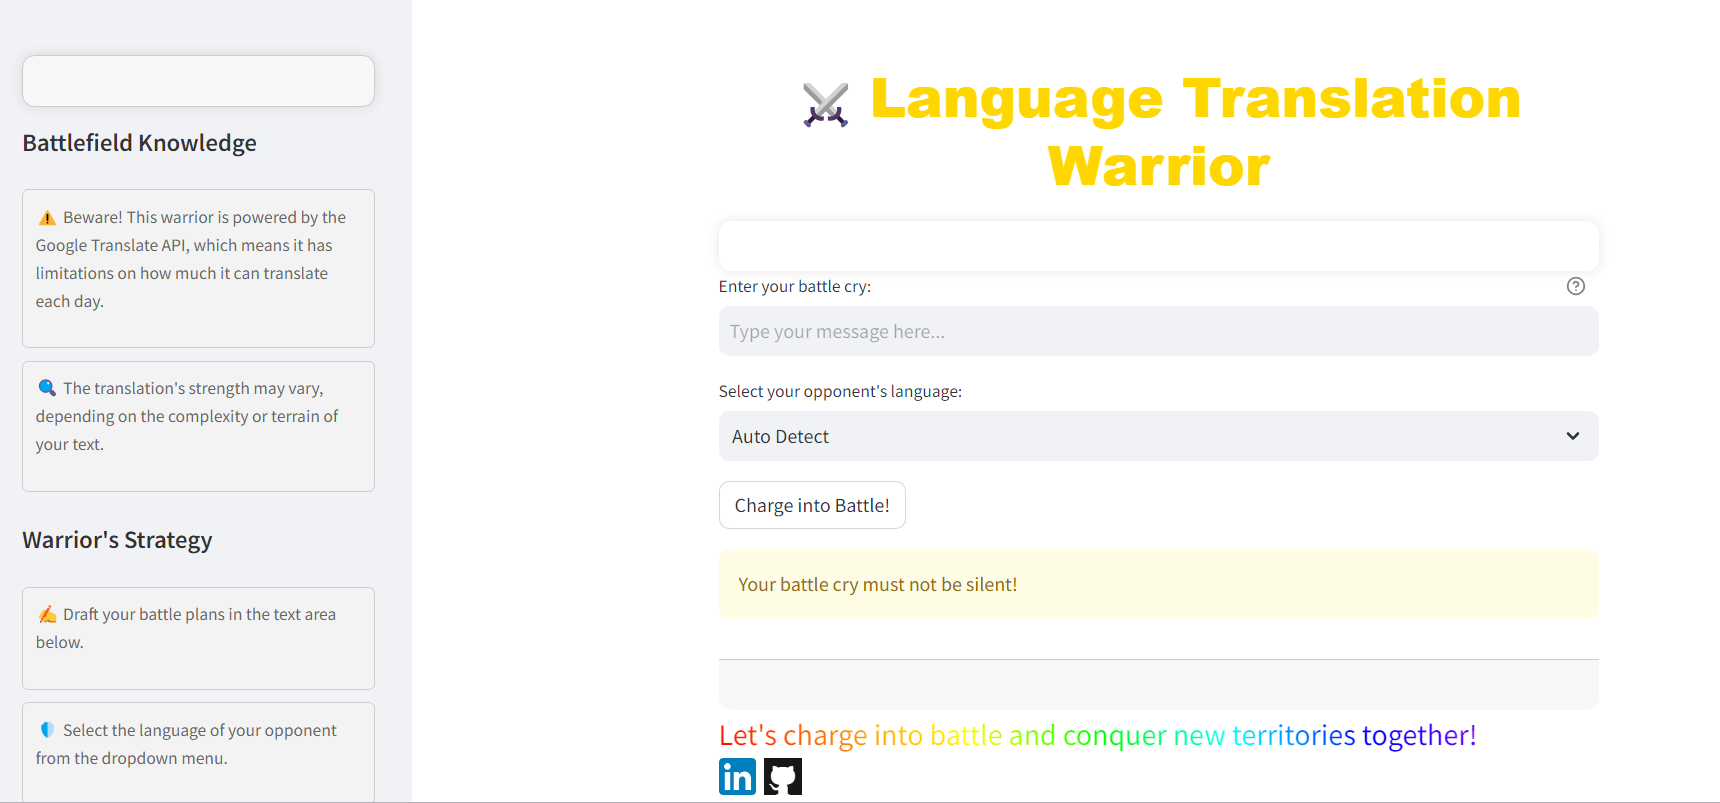 Battlefield Knowledge
⚠️ Beware! This warrior is powered by the
Google Translate API, which means it has
limitations on how much it can translate
each day.
🔍 The translation's strength may vary,
depending on the complexity or terrain of
your text.
Warrior's Strategy
✍️ Draft your battle plans in the text area
below.
🛡️ Select the language of your opponent
from the dropdown menu.
⚔️ Language Translation
Warrior
Enter your battle cry:
Type your message here...
Select your opponent's language:
Auto Detect
Charge into Battle!
Your battle cry must not be silent!
Let's charge into battle and conquer new territories together!
in